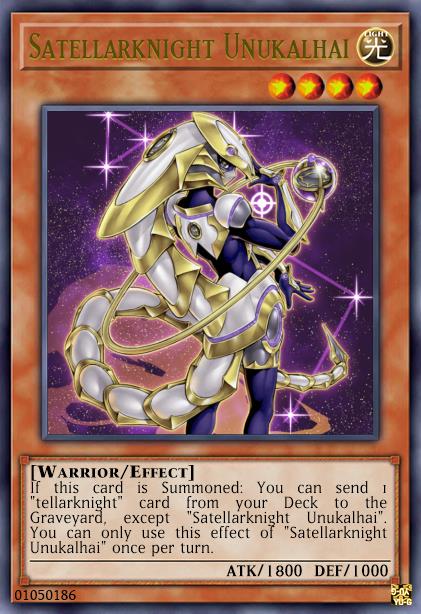 SATELLARKNIGHT UNUKALHAI
LIGHT
光
[WARRIOR/EFFECT]
If this card is Summoned: You can send 1
"tellarknight" card from your Deck to the
Graveyard, except "Satellarknight Unukalhai".
You can only use this effect of "Satellarknight
Unukalhai" once per turn.
ATK/1800 DEF/1000
01050186